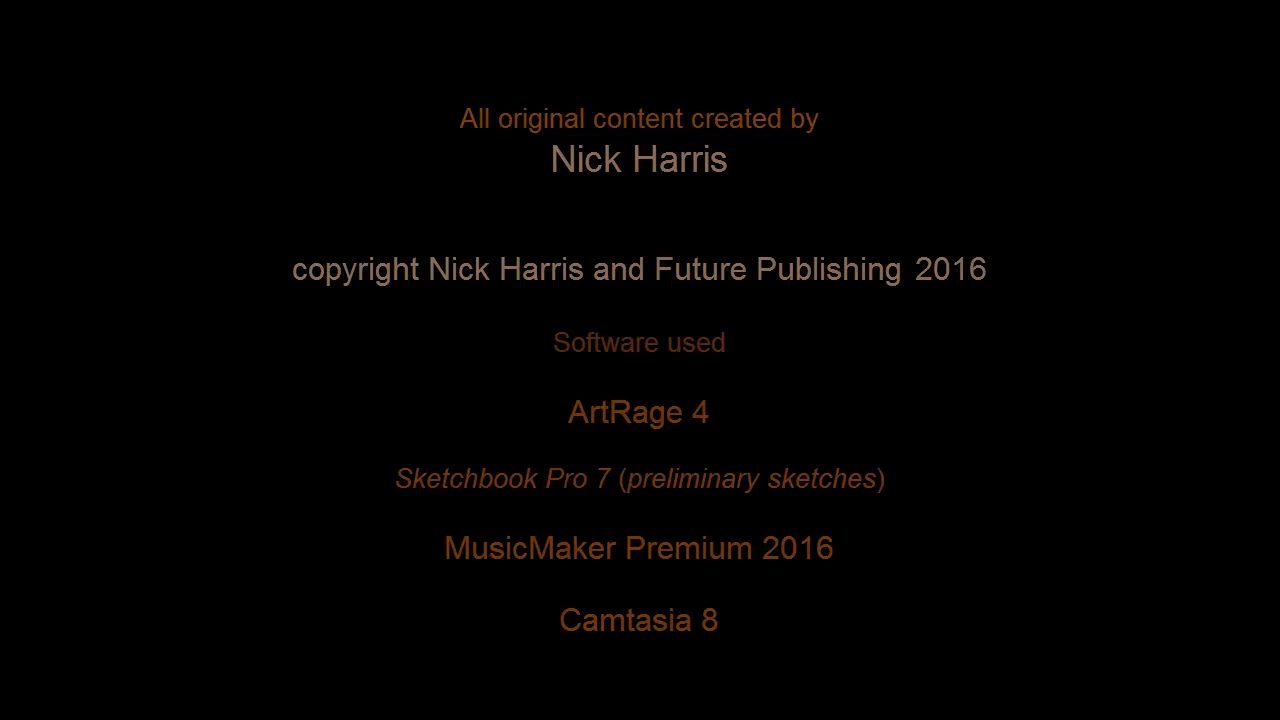 All original content created by
Nick Harris
copyright Nick Harris and Future Publishing 2016
Software used
ArtRage 4
Sketchbook Pro 7 (preliminary sketches)
MusicMaker Premium 2016
Camtasia 8